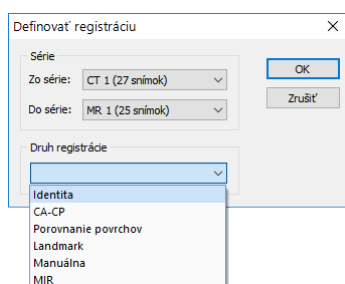 Definovať registráciu
Série
Zo série: CT 1 (27 snímok)
OK
Do série: MR 1 (25 snímok)
Zrušiť
Druh registrácie
Identita
CA-CP
Porovnanie povrchov
Landmark
Manuálna
MIR